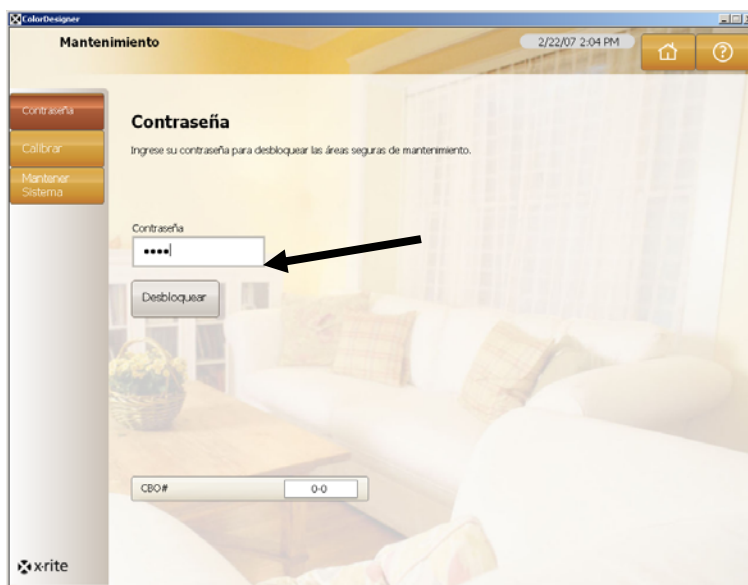 ColorDesigner
Mantenimiento
2/22/07 2:04 PM
Contraseña
Calibrar
Mantener
Sistema
Contraseña
Ingrese su contraseña para desbloquear las áreas seguras de mantenimiento.
Contraseña
••••
Desbloquear
CBO# 0-0
x·rite